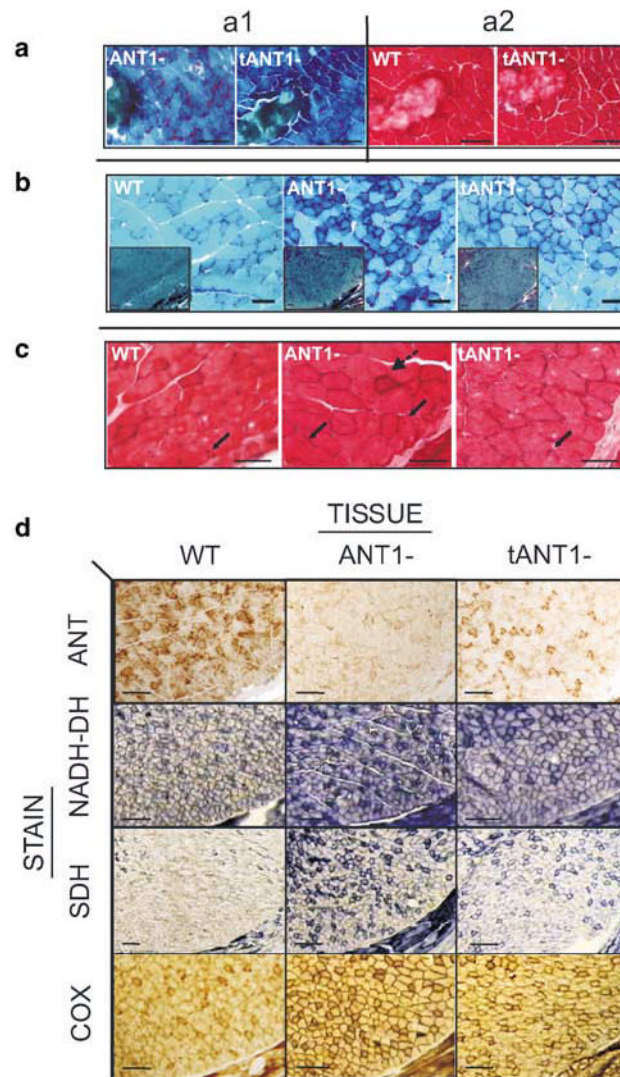 a1 a2
a ANT1- tANT1- WT tANT1-
b WT ANT1- tANT1-
c WT ANT1- tANT1-
d TISSUE
WT ANT1- tANT1-
STAIN
ANT
NADH-DH
SDH
COX